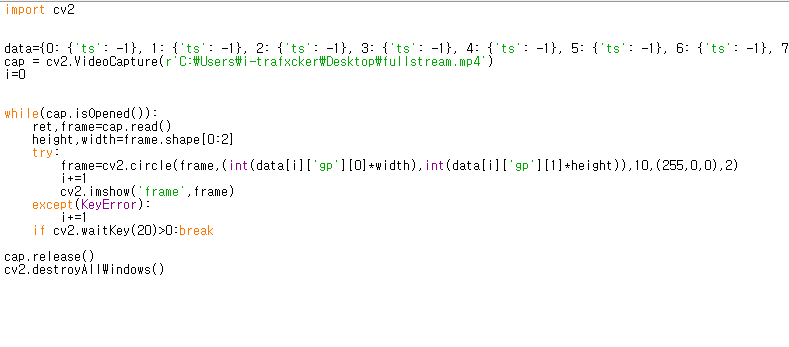 import cv2
data={0: {'ts': -1}, 1: {'ts': -1}, 2: {'ts': -1}, 3: {'ts': -1}, 4: {'ts': -1}, 5: {'ts': -1}, 6: {'ts': -1}, 7
cap = cv2.VideoCapture(r'C:₩Users₩i-trafxcker₩Desktop₩fullstream.mp4')
i=0
while(cap.isOpened()):
    ret,frame=cap.read()
    height,width=frame.shape[0:2]
    try:
        frame=cv2.circle(frame,(int(data[i]['gp'][0]*width),int(data[i]['gp'][1]*height)),10,(255,0,0),2)
        i+=1
        cv2.imshow('frame',frame)
    except(KeyError):
        i+=1
    if cv2.waitKey(20)>0:break
cap.release()
cv2.destroyAllWindows()